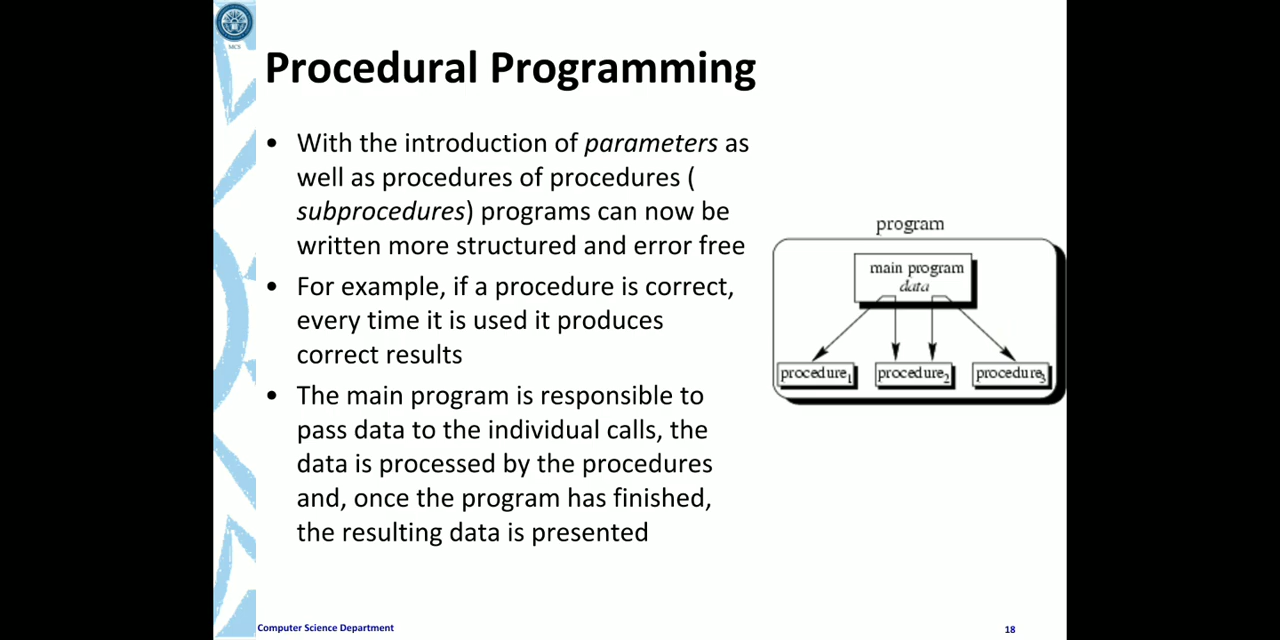 MCS
Procedural Programming
• With the introduction of parameters as
well as procedures of procedures (
subprocedures) programs can now be
written more structured and error free
• For example, if a procedure is correct,
every time it is used it produces
correct results
• The main program is responsible to
pass data to the individual calls, the
data is processed by the procedures
and, once the program has finished,
the resulting data is presented
program
main program
data
procedure1
procedure2
procedure3
Computer Science Department
18